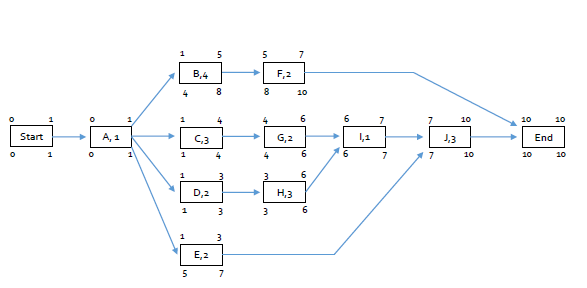 1 5 5 7
B,4 F,2
4 8 8 10
0 1 0 1 1 4 4 6 6 7 7 10 10 10
Start A, 1 C,3 G,2 I,1 J,3 End
0 1 0 1 1 4 4 6 6 7 7 10 10 10
1 3 3 6
D,2 H,3
1 3 3 6
1 3
E,2
5 7